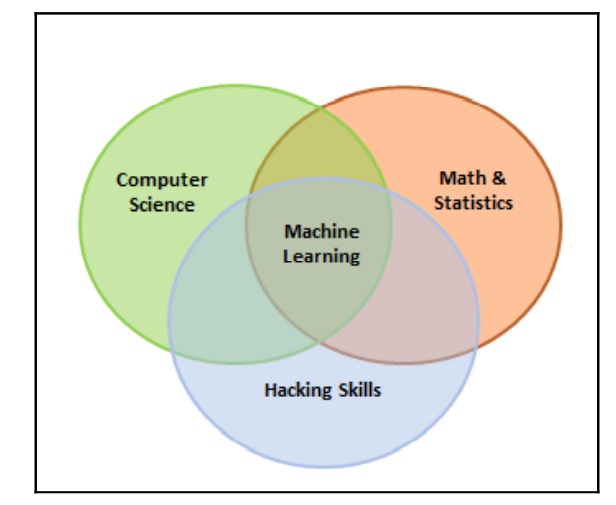 Computer
Science
Math &
Statistics
Machine
Learning
Hacking Skills